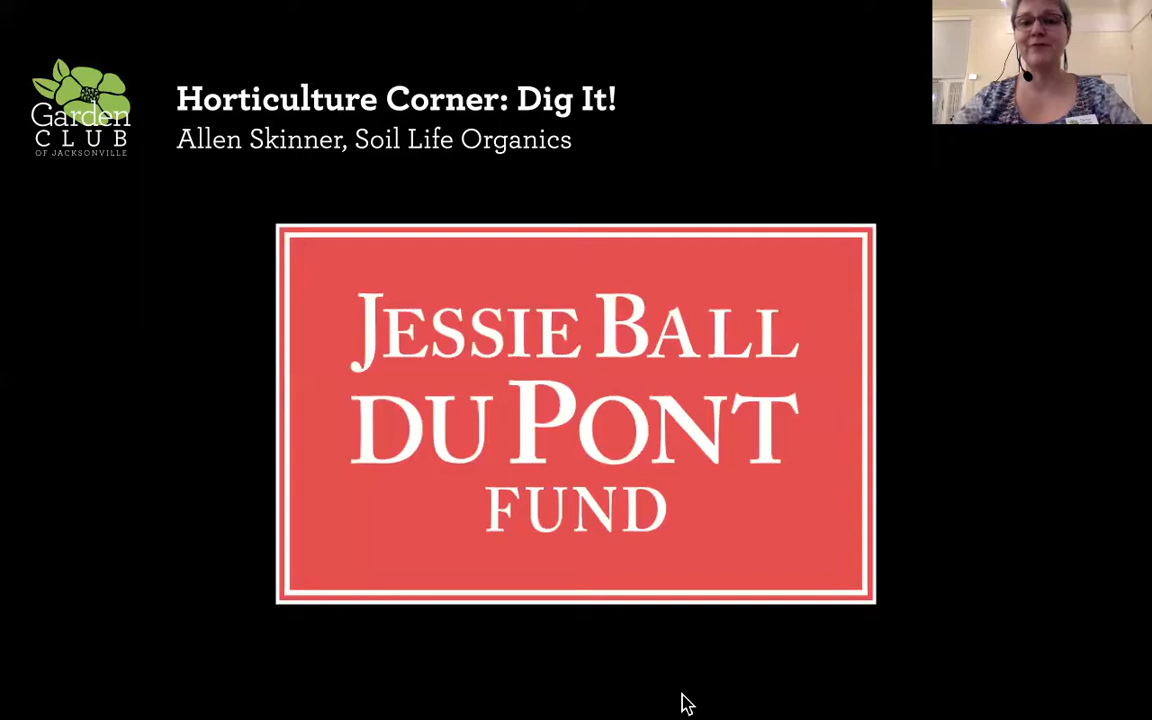 Garden
CLUB
OF JACKSONVILLE
Horticulture Corner: Dig It!
Allen Skinner, Soil Life Organics
JESSIE BALL
DU PONT
FUND